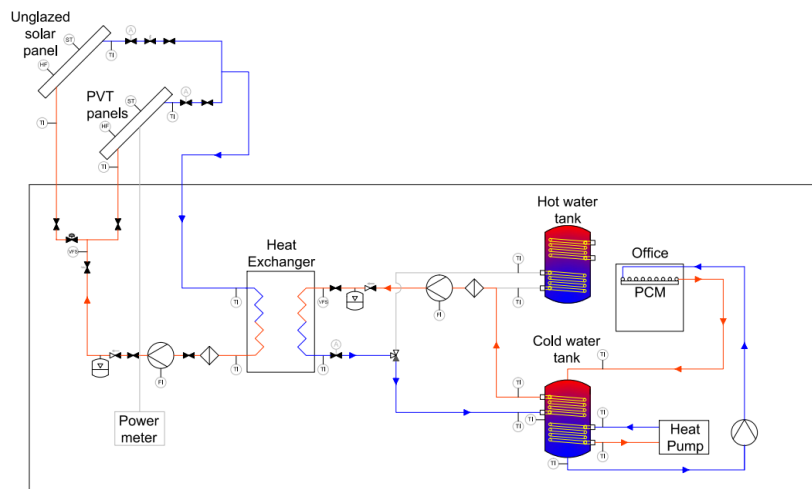 Unglazed
solar panel
ST
HF
TI
A
PVT
panels
ST
HF
A
TI
TI
TI
VFS
Heat
Exchanger
Hot water
tank
Office
PCM
TI
TI
TI
VFS
FI
A
TI
Cold water
tank
TI
TI
TI
TI
TI
TI
TI
TI
FI
Power
meter
Heat
Pump